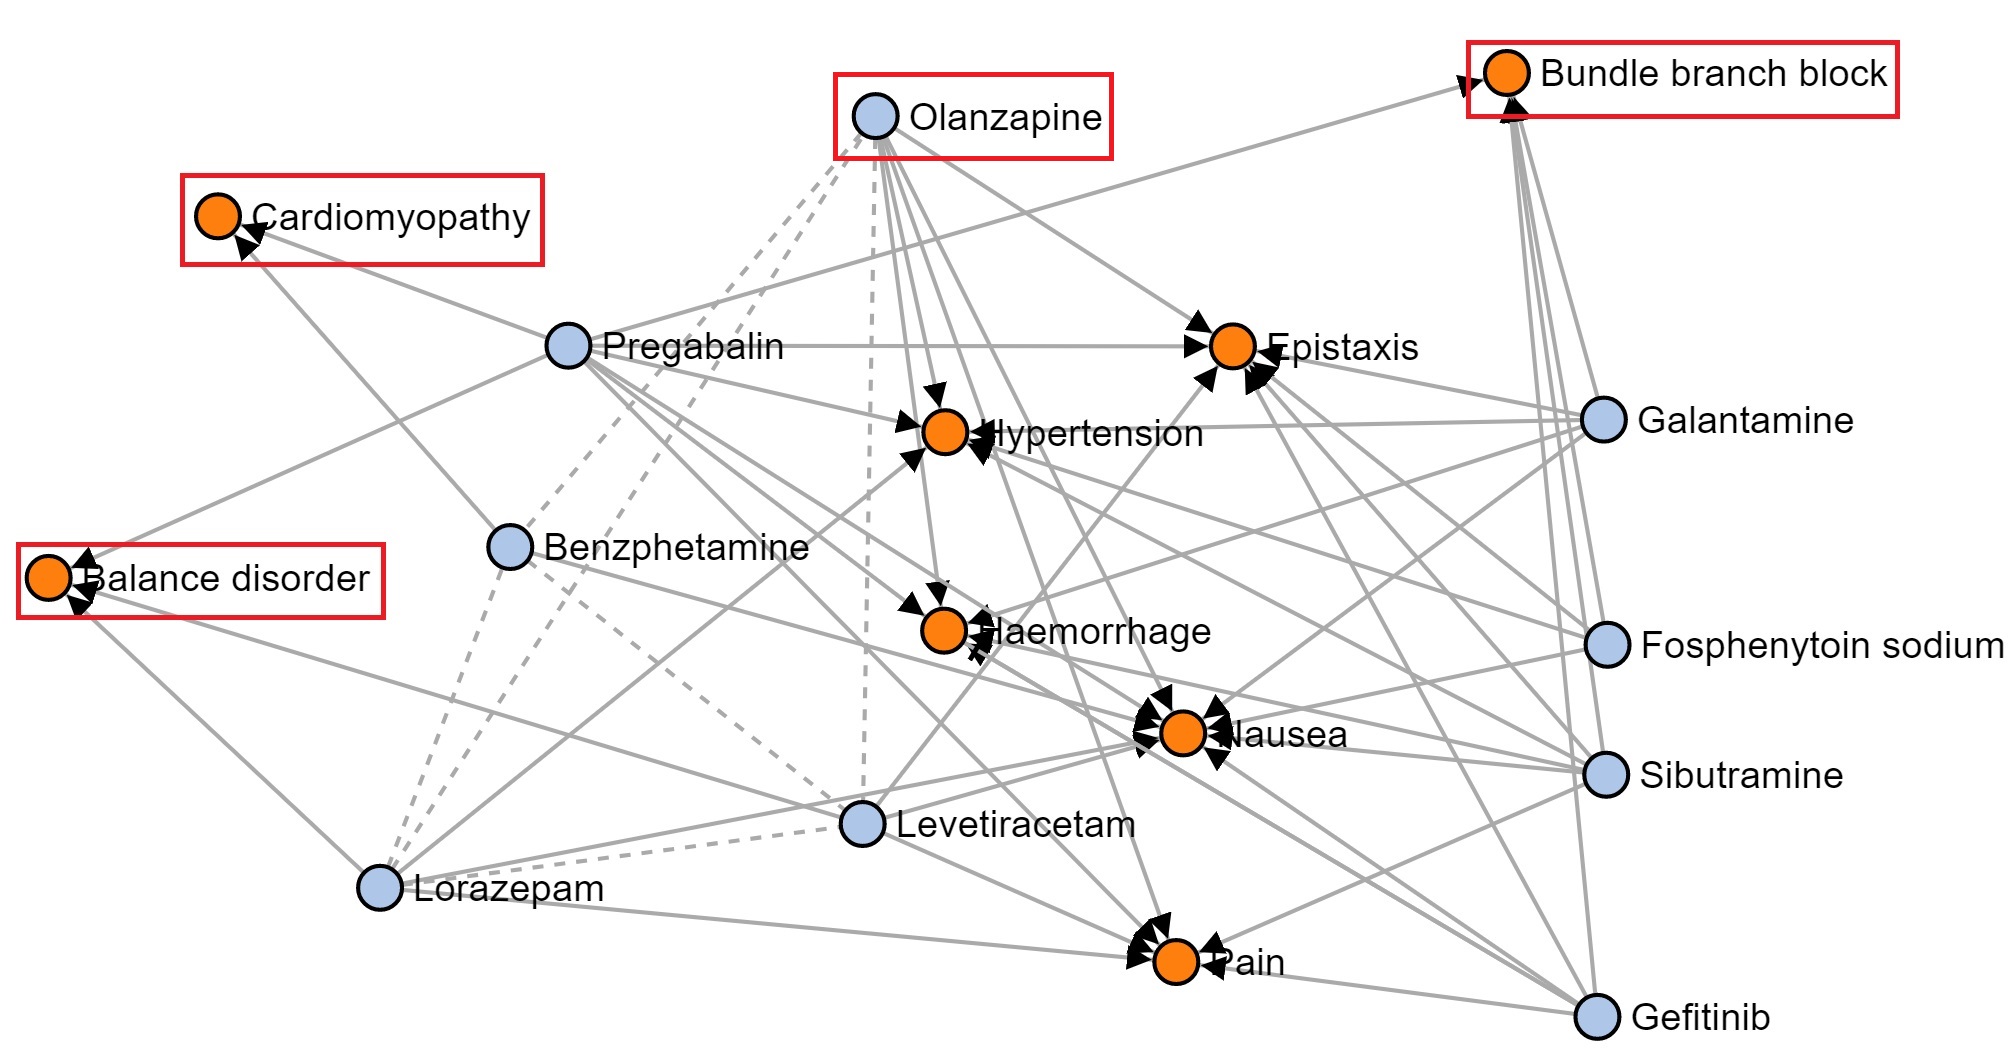 Bundle branch block
Olanzapine
Cardiomyopathy
Pregabalin
Epistaxis
Galantamine
Hypertension
Benzphetamine
Balance disorder
Haemorrhage
Fosphenytoin sodium
Nausea
Sibutramine
Levetiracetam
Lorazepam
Pain
Gefitinib